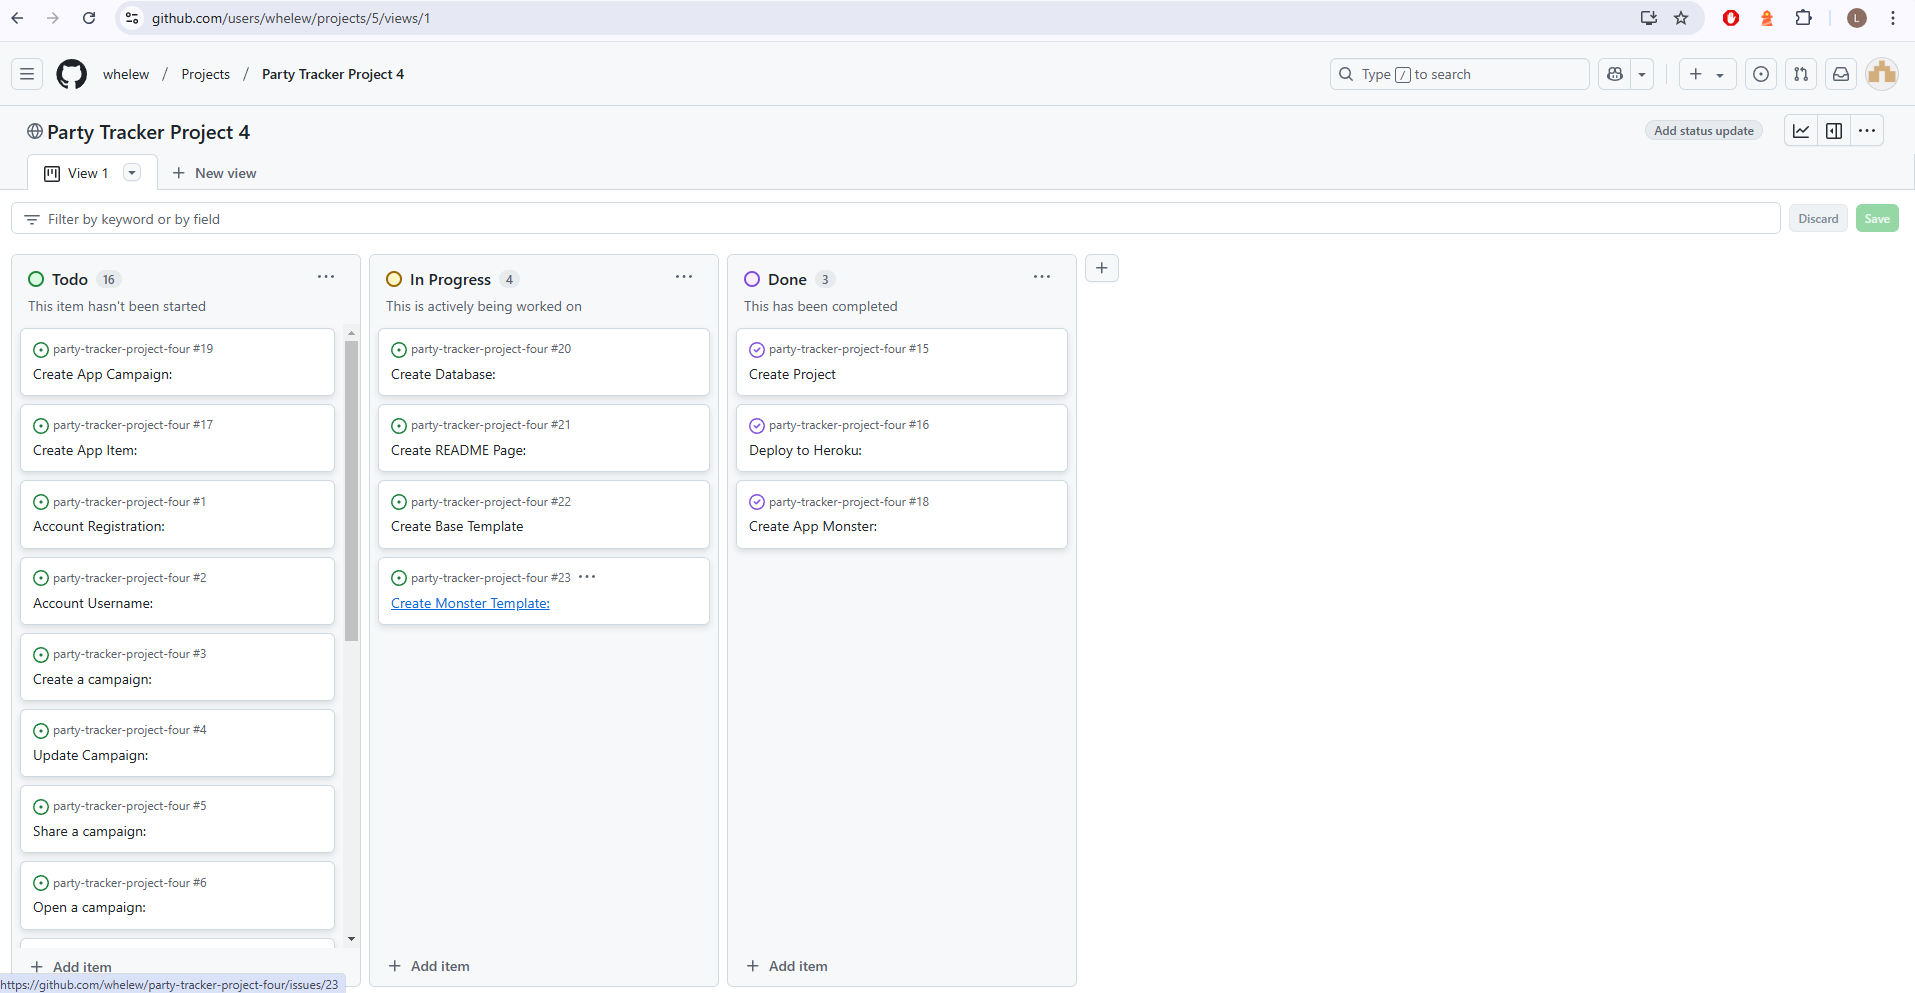 github.com/users/whelew/projects/5/views/1
L
whelew / Projects / Party Tracker Project 4
Type / to search
Party Tracker Project 4
Add status update
View 1
New view
Filter by keyword or by field
Discard
Save
Todo 16
This item hasn't been started
party-tracker-project-four #19
Create App Campaign:
party-tracker-project-four #17
Create App Item:
party-tracker-project-four #1
Account Registration:
party-tracker-project-four #2
Account Username:
party-tracker-project-four #3
Create a campaign:
party-tracker-project-four #4
Update Campaign:
party-tracker-project-four #5
Share a campaign:
party-tracker-project-four #6
Open a campaign:
Add item
In Progress 4
This is actively being worked on
party-tracker-project-four #20
Create Database:
party-tracker-project-four #21
Create README Page:
party-tracker-project-four #22
Create Base Template
party-tracker-project-four #23
Create Monster Template:
Add item
Done 3
This has been completed
party-tracker-project-four #15
Create Project
party-tracker-project-four #16
Deploy to Heroku:
party-tracker-project-four #18
Create App Monster:
Add item
https://github.com/whelew/party-tracker-project-four/issues/23